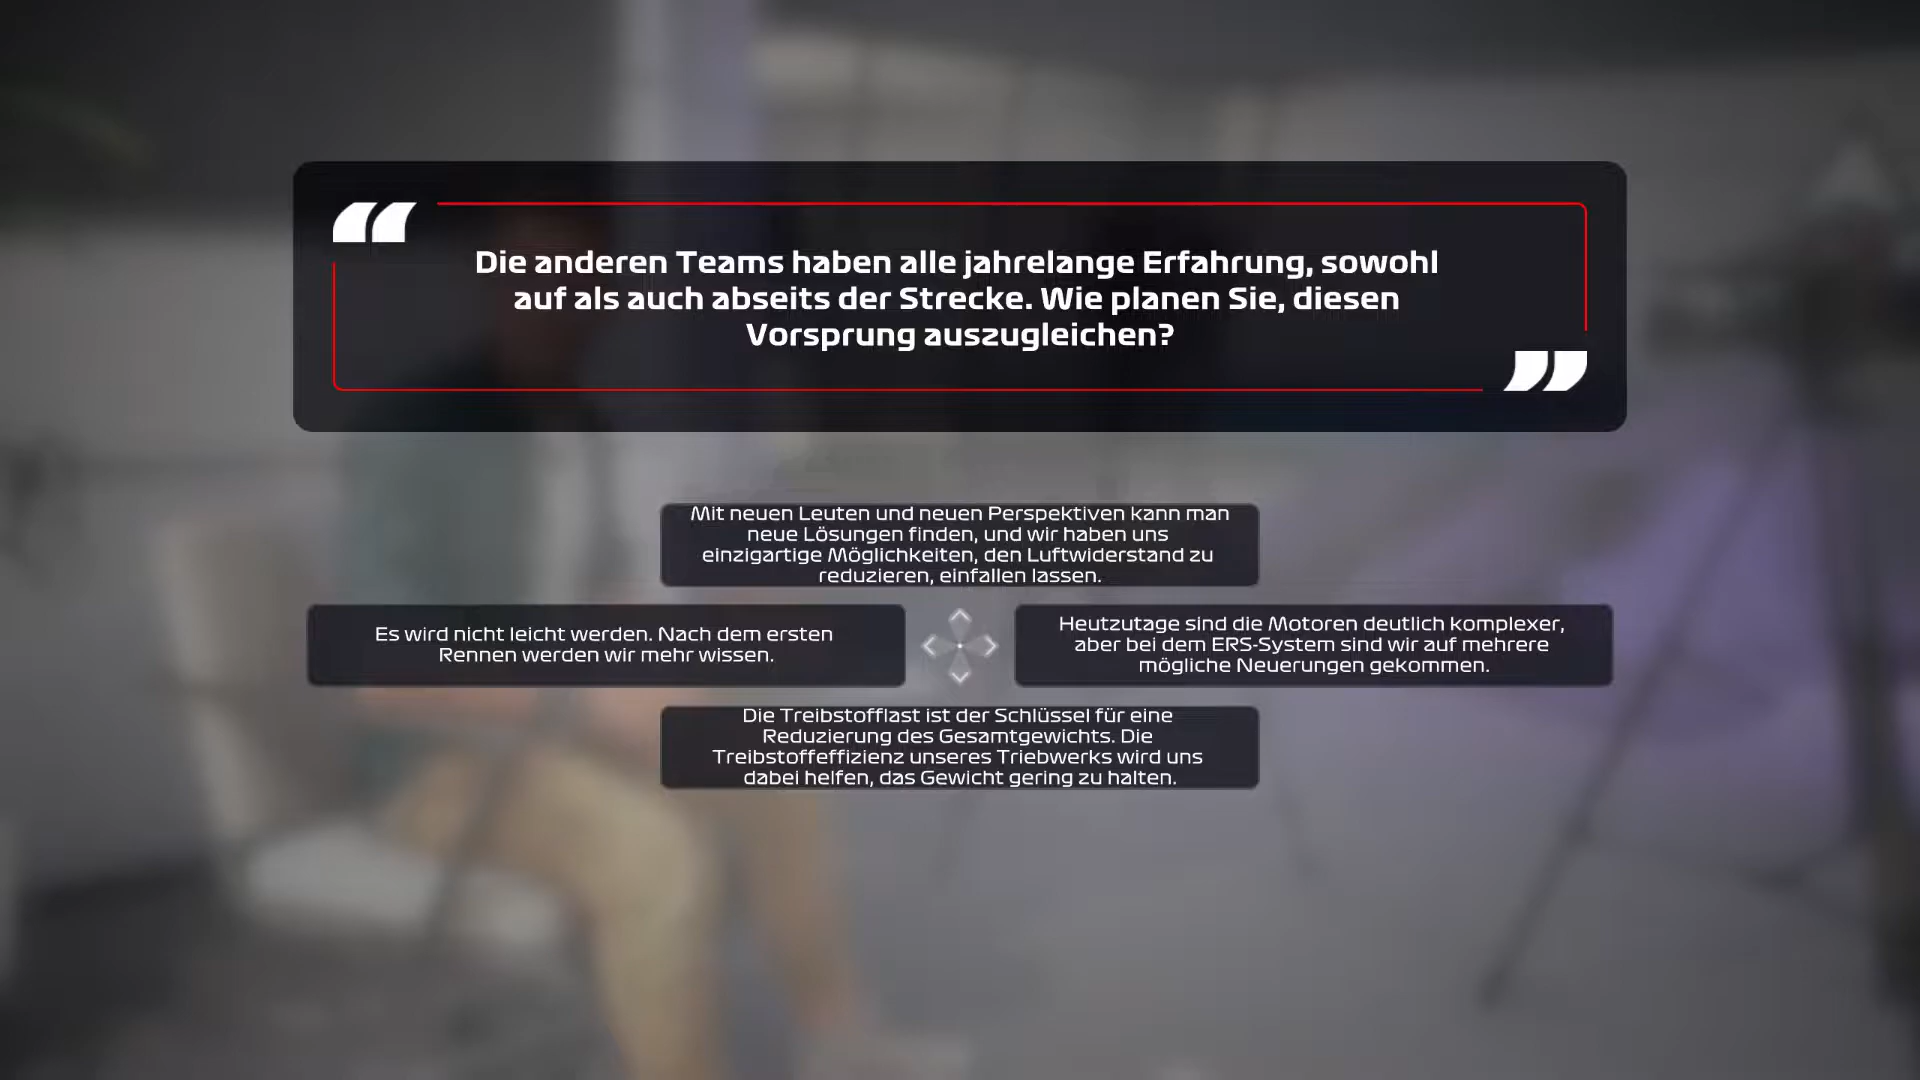 Die anderen Teams haben alle jahrelange Erfahrung, sowohl
auf als auch abseits der Strecke. Wie planen Sie, diesen
Vorsprung auszugleichen?
Mit neuen Leuten und neuen Perspektiven kann man
neue Lösungen finden, und wir haben uns
einzigartige Möglichkeiten, den Luftwiderstand zu
reduzieren, einfallen lassen.
Es wird nicht leicht werden. Nach dem ersten
Rennen werden wir mehr wissen.
Heutzutage sind die Motoren deutlich komplexer,
aber bei dem ERS-System sind wir auf mehrere
mögliche Neuerungen gekommen.
Die Treibstofflast ist der Schlüssel für eine
Reduzierung des Gesamtgewichts. Die
Treibstoffeffizienz unseres Triebwerks wird uns
dabei helfen, das Gewicht gering zu halten.